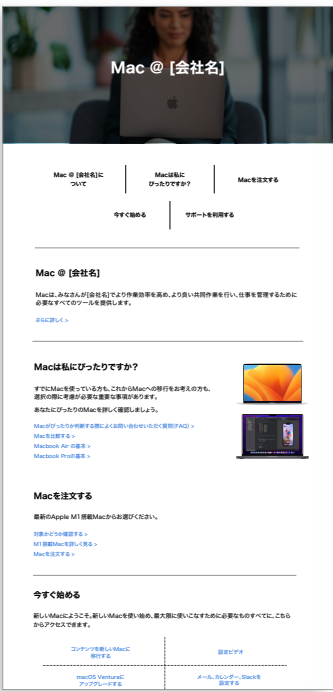 Mac @ [会社名]
Mac @ [会社名]に
ついて
Macは私に
ぴったりですか?
Macを注文する
今すぐ始める
サポートを利用する
Mac @ [会社名]
Macは、みなさんが[会社名]でより作業効率を高め、より良い共同作業を行い、仕事を管理するために
必要なすべてのツールを提供します。
さらに詳しく >
Macは私にぴったりですか?
すでにMacを使っている方も、これからMacへの移行をお考えの方も、
選択の際に考慮が必要な重要な事項があります。
あなたにぴったりのMacを詳しく確認しましょう。
Macがぴったりか判断する際によくお問い合わせいただく質問(FAQ) >
Macを比較する >
Macbook Air の基本 >
Macbook Proの基本 >
Macを注文する
最新のApple M1搭載Macからお選びください。
対象かどうか確認する >
M1搭載Macを詳しく見る >
Macを注文する >
今すぐ始める
新しいMacにようこそ。新しいMacを使い始め、最大限に使いこなすために必要なものすべてに、こちら
からアクセスできます。
コンテンツを新しいMacに
移行する
設定ビデオ
macOS Venturaに
アップグレードする
メール、カレンダー、Slackを
設定する